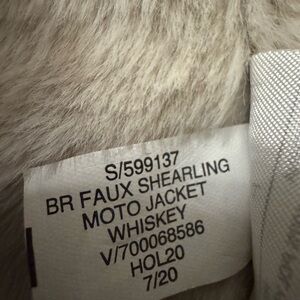 S/599137
BR FAUX SHEARLING
MOTO JACKET
WHISKEY
V/700068586
HOL20
7/20